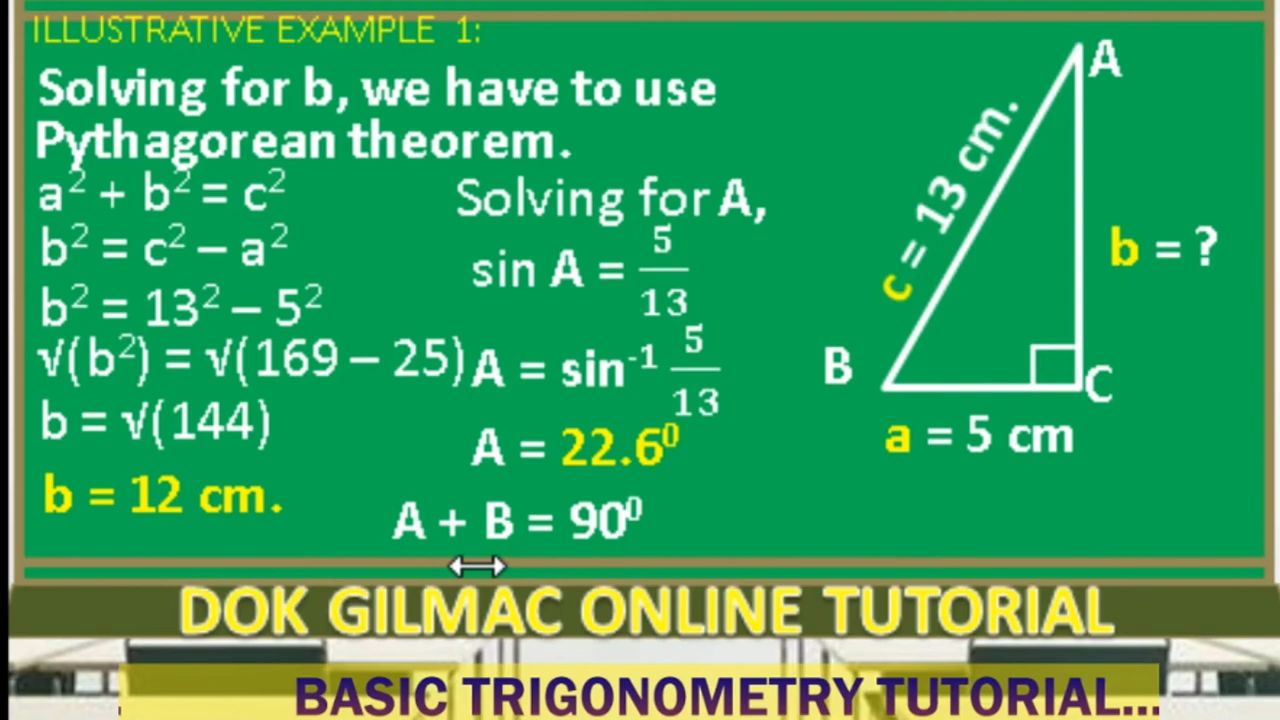 ILLUSTRATIVE EXAMPLE 1:
Solving for b, we have to use
Pythagorean theorem.
a² + b² = c²
b² = c² – a²
b² = 13² – 5²
√(b²) = √(169 – 25)
b = √(144)
b = 12 cm.
Solving for A,
sin A = 5/13
A = sin⁻¹ 5/13
A = 22.6⁰
A + B = 90⁰
A
c = 13 cm.
b = ?
B
C
a = 5 cm
DOK GILMAC ONLINE TUTORIAL
BASIC TRIGONOMETRY TUTORIAL...